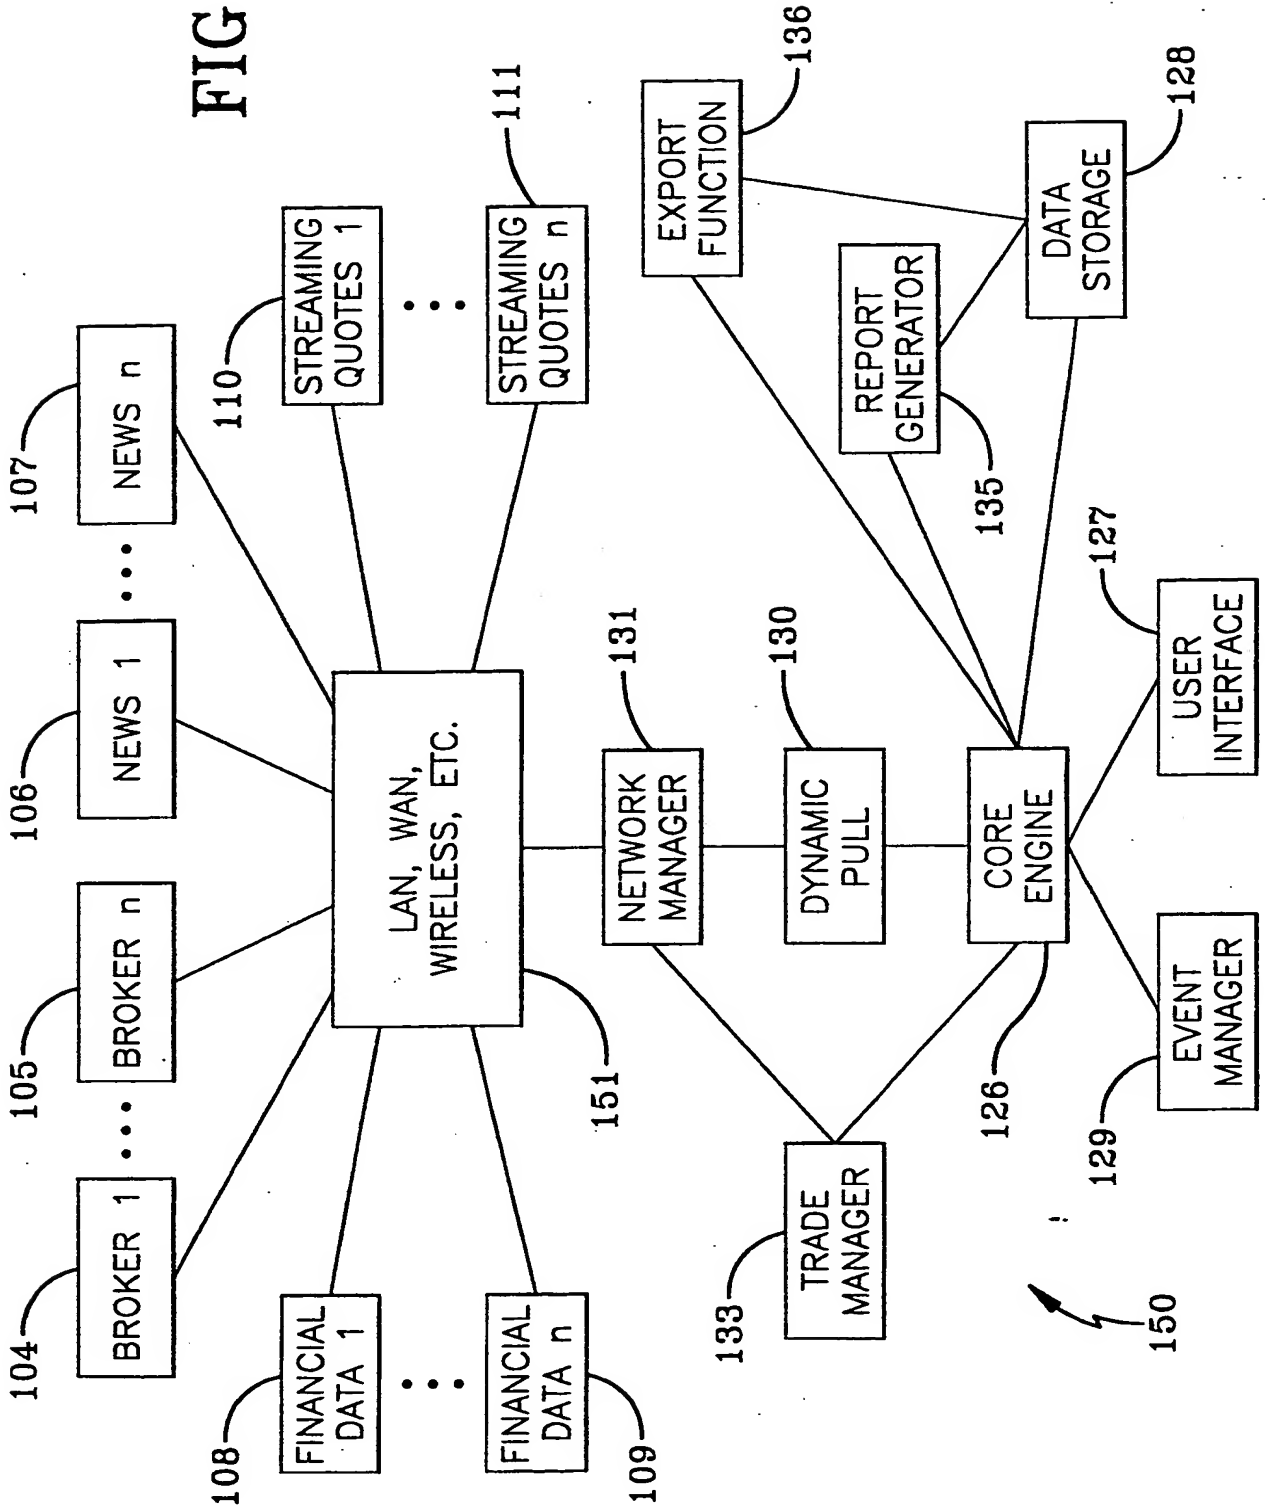 FIG
104
BROKER 1
105
BROKER n
106
NEWS 1
107
NEWS n
108
FINANCIAL
DATA 1
109
FINANCIAL
DATA n
110
STREAMING
QUOTES 1
STREAMING
QUOTES n
111
LAN, WAN,
WIRELESS, ETC.
151
NETWORK
MANAGER
131
EXPORT
FUNCTION
136
TRADE
MANAGER
133
DYNAMIC
PULL
130
REPORT
GENERATOR
135
CORE
ENGINE
126
DATA
STORAGE
128
EVENT
MANAGER
129
USER
INTERFACE
127
150